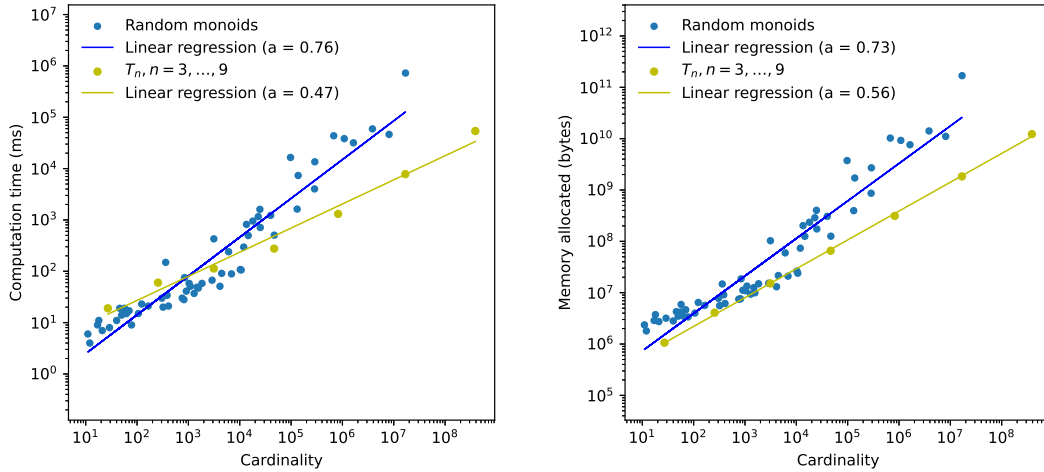 10^7
10^6
10^5
10^4
10^3
10^2
10^1
10^0
Computation time (ms)
Random monoids
Linear regression (a = 0.76)
T_n, n = 3, ..., 9
Linear regression (a = 0.47)
10^1 10^2 10^3 10^4 10^5 10^6 10^7 10^8
Cardinality
10^12
10^11
10^10
10^9
10^8
10^7
10^6
10^5
Memory allocated (bytes)
Random monoids
Linear regression (a = 0.73)
T_n, n = 3, ..., 9
Linear regression (a = 0.56)
10^1 10^2 10^3 10^4 10^5 10^6 10^7 10^8
Cardinality